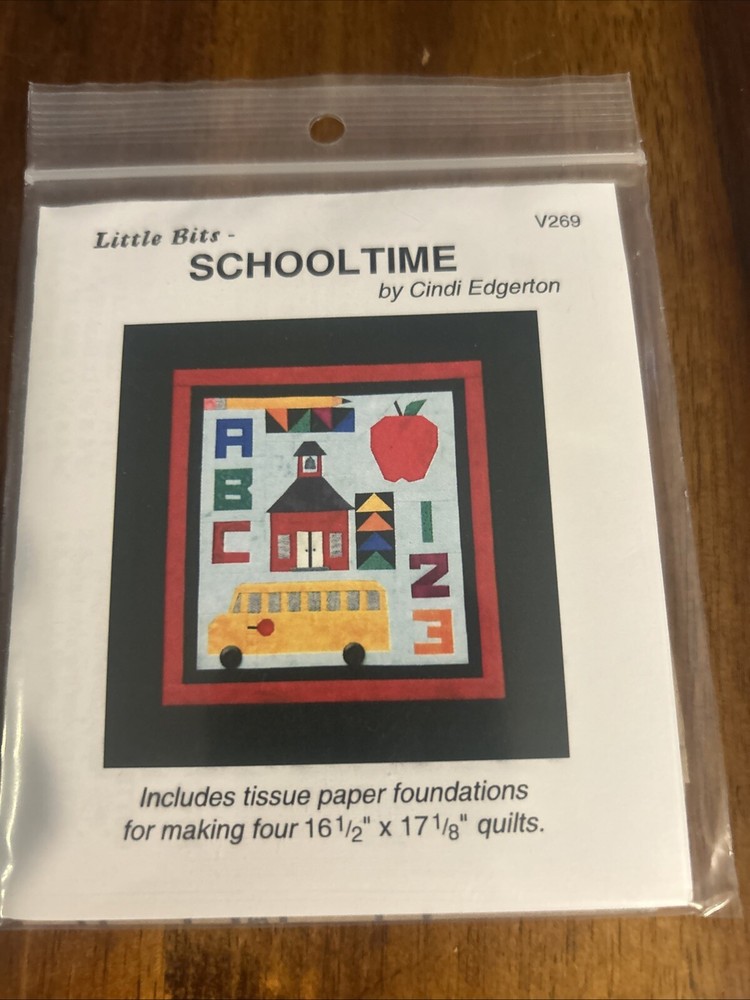 Little Bits -
V269
SCHOOLTIME
by Cindi Edgerton
A
B
C
1
2
3
Includes tissue paper foundations
for making four 16 1/2" x 17 1/8" quilts.